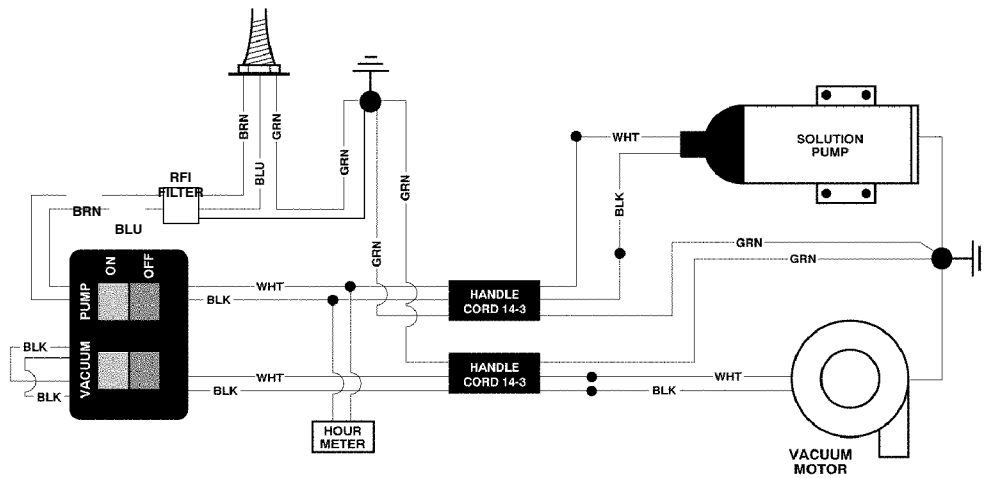 BRN
BLU
GRN
GRN
GRN
GRN
RFI
FILTER
BRN
BLU
WHT
BLK
SOLUTION
PUMP
GRN
GRN
ON
OFF
PUMP
VACUUM
WHT
BLK
HANDLE
CORD 14-3
BLK
BLK
WHT
BLK
HANDLE
CORD 14-3
WHT
BLK
HOUR
METER
VACUUM
MOTOR